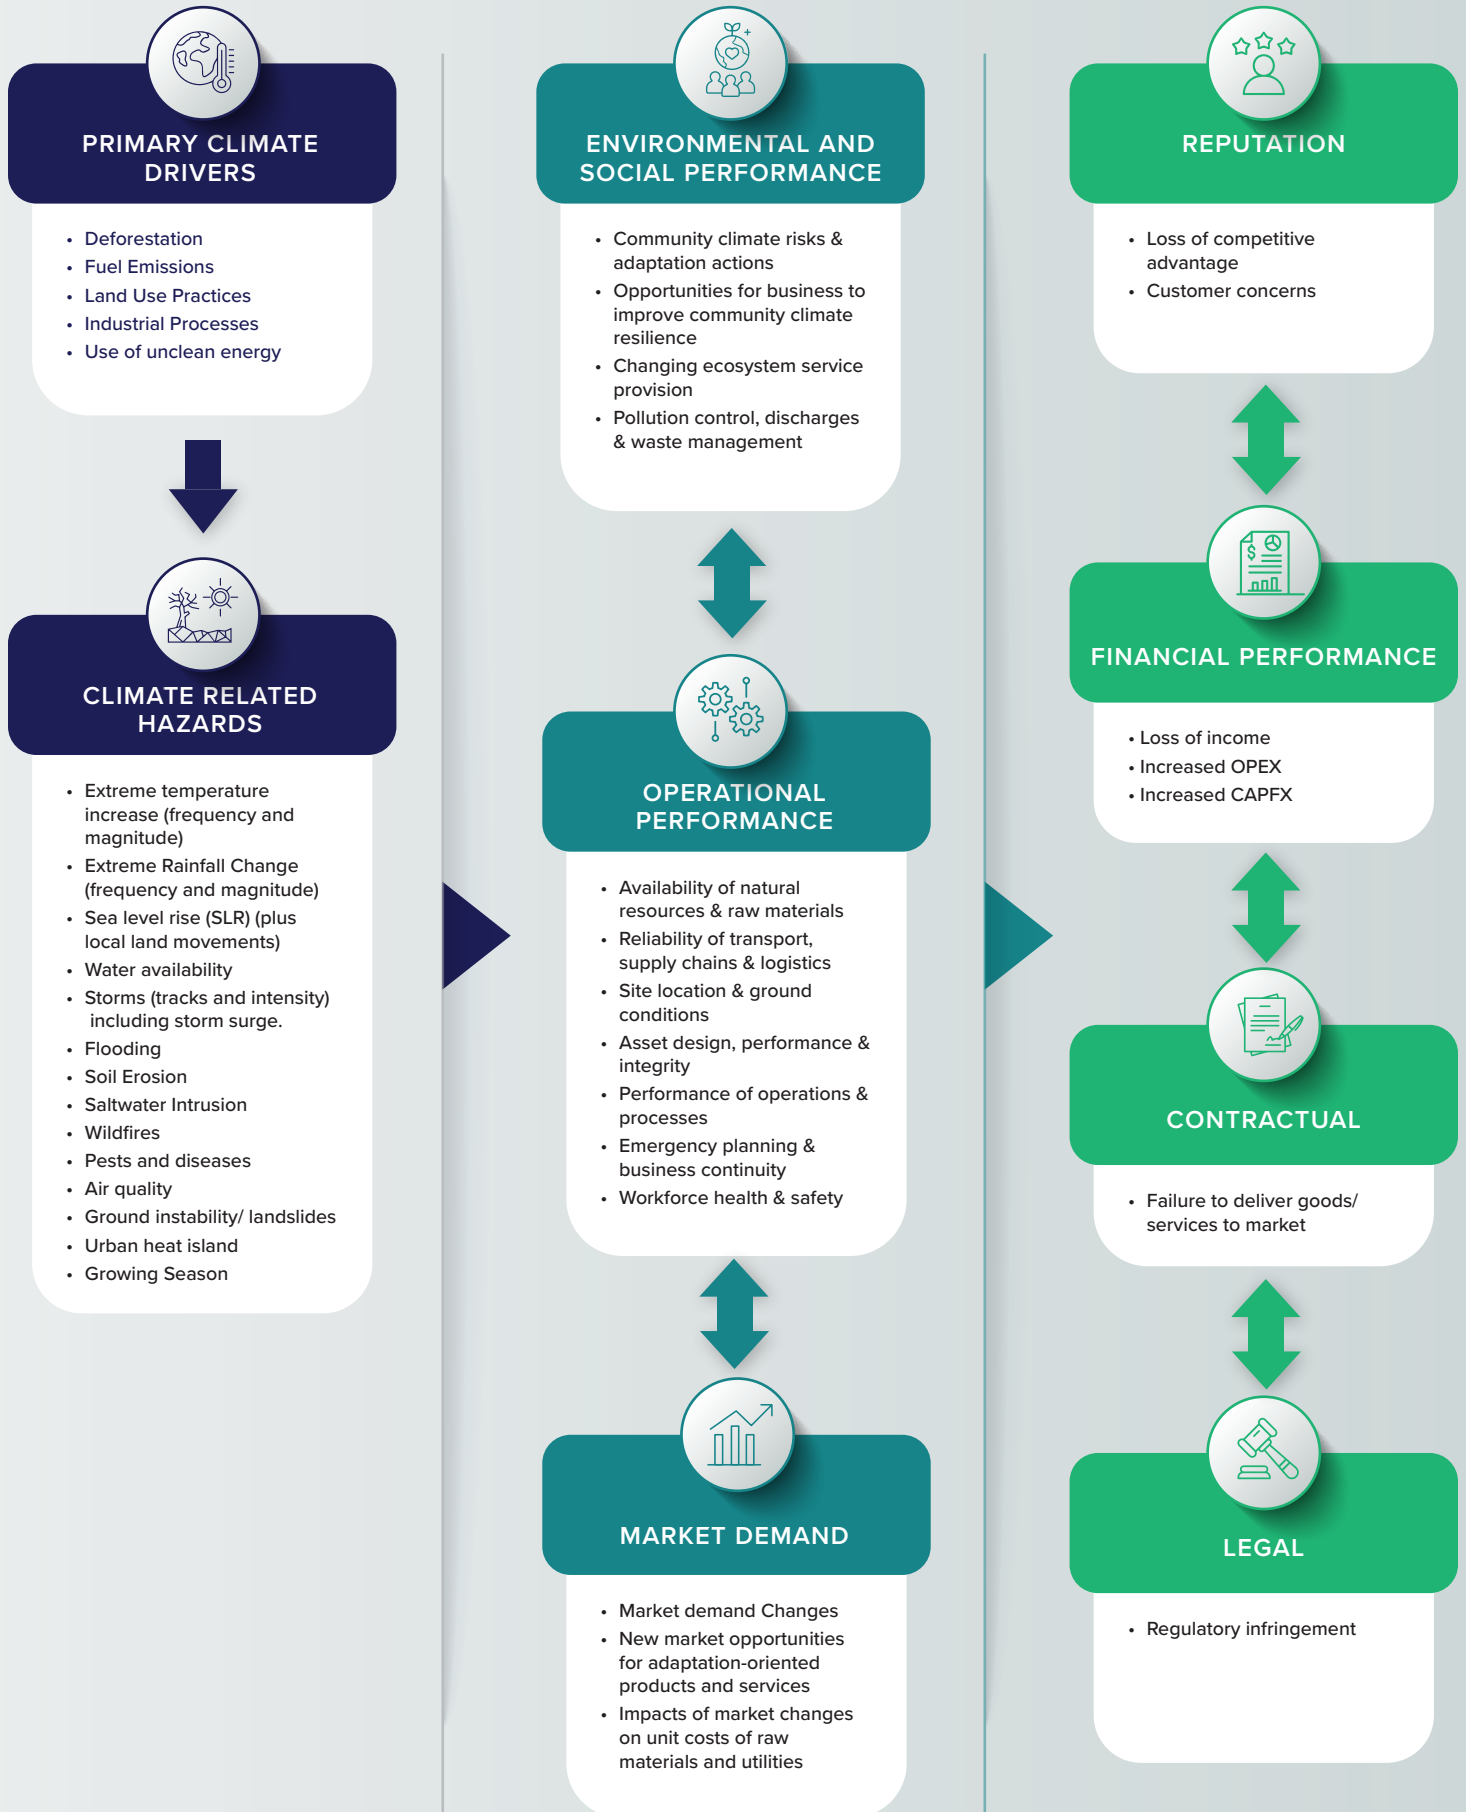 PRIMARY CLIMATE
DRIVERS
• Deforestation
• Fuel Emissions
• Land Use Practices
• Industrial Processes
• Use of unclean energy
CLIMATE RELATED
HAZARDS
• Extreme temperature
increase (frequency and
magnitude)
• Extreme Rainfall Change
(frequency and magnitude)
• Sea level rise (SLR) (plus
local land movements)
• Water availability
• Storms (tracks and intensity)
including storm surge.
• Flooding
• Soil Erosion
• Saltwater Intrusion
• Wildfires
• Pests and diseases
• Air quality
• Ground instability/ landslides
• Urban heat island
• Growing Season
ENVIRONMENTAL AND
SOCIAL PERFORMANCE
• Community climate risks &
adaptation actions
• Opportunities for business to
improve community climate
resilience
• Changing ecosystem service
provision
• Pollution control, discharges
& waste management
OPERATIONAL
PERFORMANCE
• Availability of natural
resources & raw materials
• Reliability of transport,
supply chains & logistics
• Site location & ground
conditions
• Asset design, performance &
integrity
• Performance of operations &
processes
• Emergency planning &
business continuity
• Workforce health & safety
MARKET DEMAND
• Market demand Changes
• New market opportunities
for adaptation-oriented
products and services
• Impacts of market changes
on unit costs of raw
materials and utilities
REPUTATION
• Loss of competitive
advantage
• Customer concerns
$
FINANCIAL PERFORMANCE
• Loss of income
• Increased OPEX
• Increased CAPFX
CONTRACTUAL
• Failure to deliver goods/
services to market
LEGAL
• Regulatory infringement